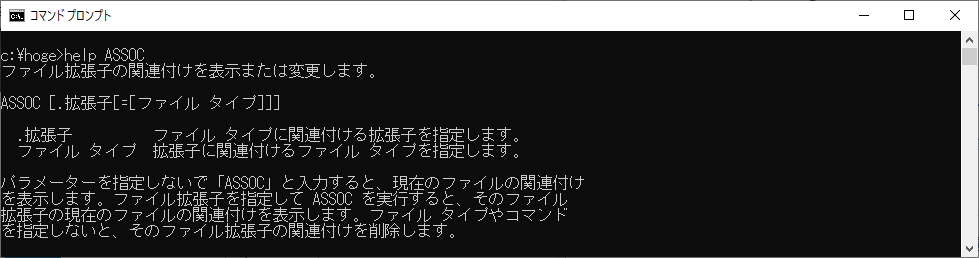 コマンド プロンプト
c:¥hoge>help ASSOC
ファイル拡張子の関連付けを表示または変更します。
ASSOC [.拡張子[=[ファイル タイプ]]]
.拡張子 ファイル タイプに関連付ける拡張子を指定します。
ファイル タイプ 拡張子に関連付けるファイル タイプを指定します。
パラメーターを指定しないで「ASSOC」と入力すると、現在のファイルの関連付け
を表示します。ファイル拡張子を指定して ASSOC を実行すると、そのファイル
拡張子の現在のファイルの関連付けを表示します。ファイル タイプやコマンド
を指定しないと、そのファイル拡張子の関連付けを削除します。